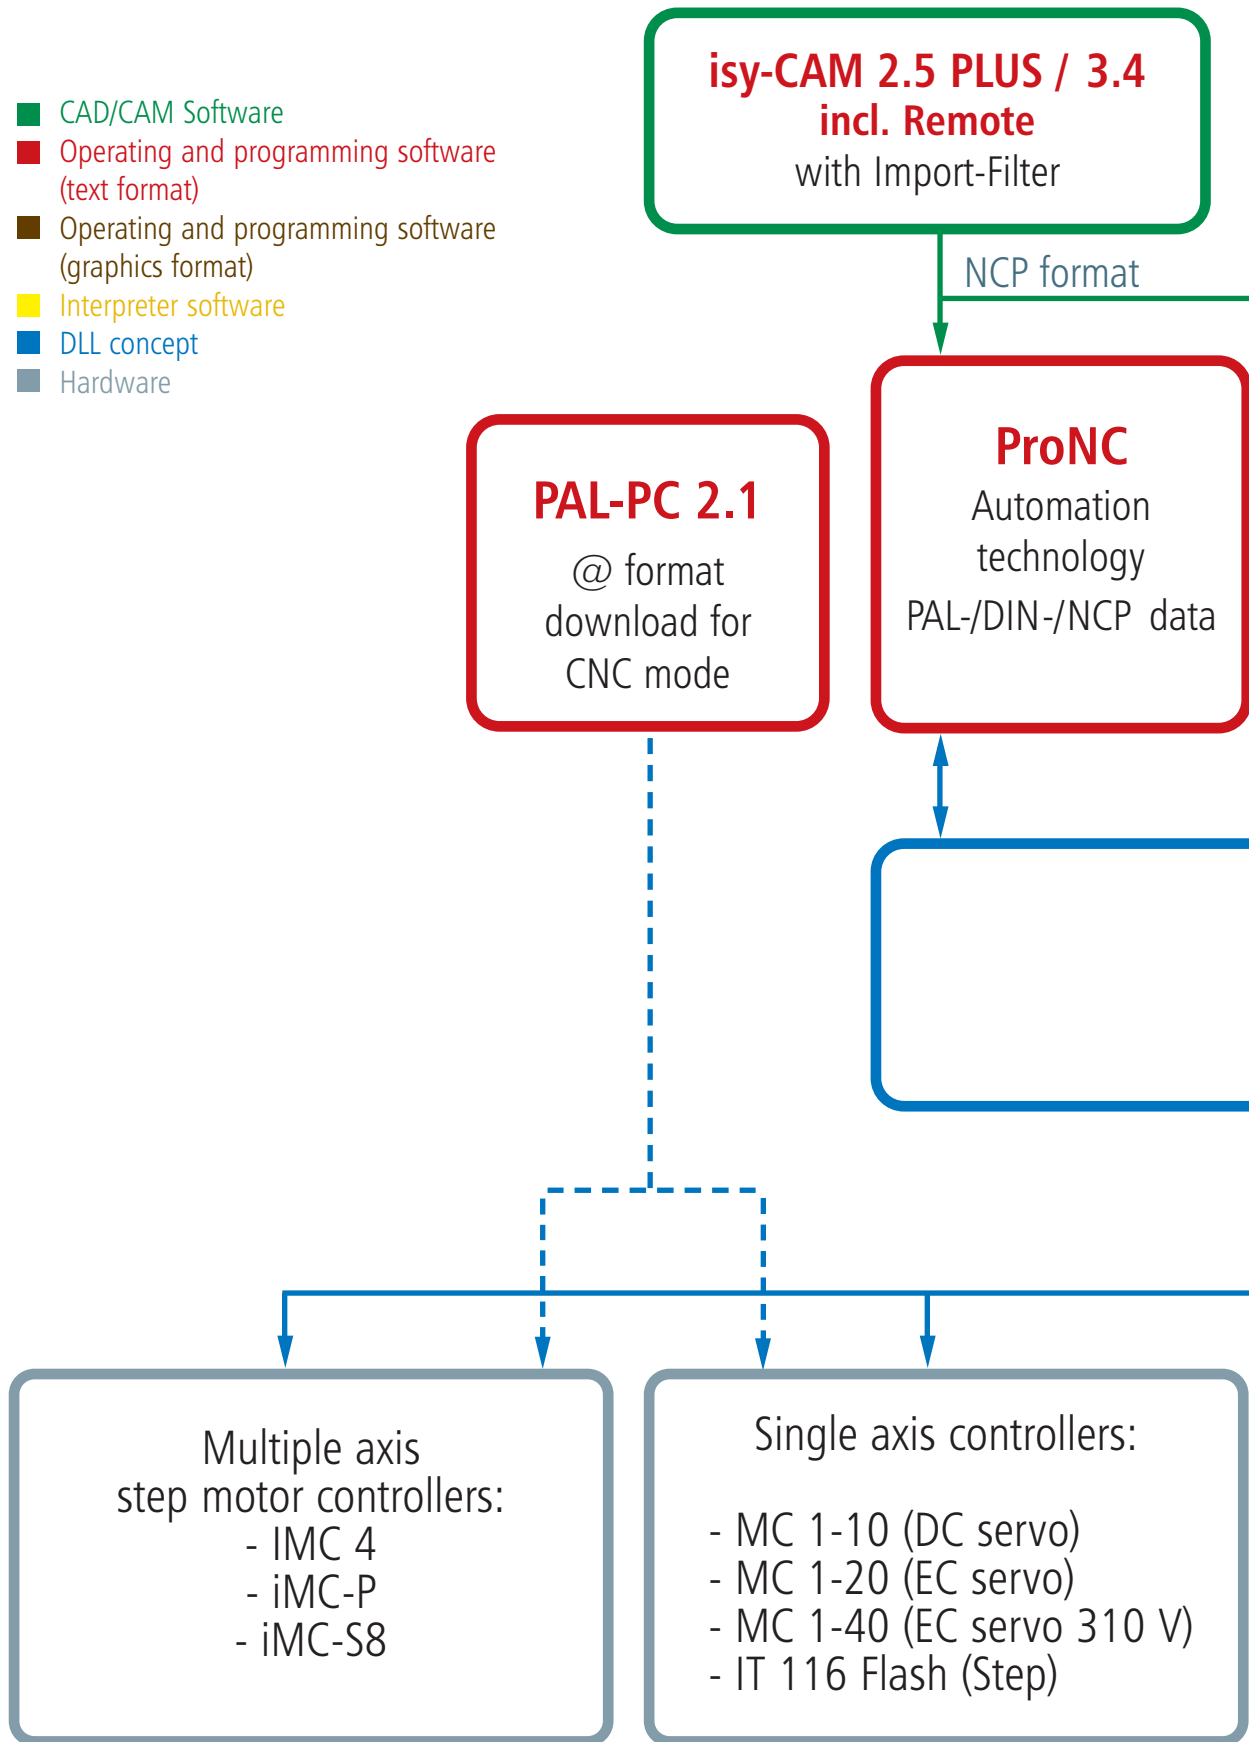 isy-CAM 2.5 PLUS / 3.4
incl. Remote
with Import-Filter
CAD/CAM Software
Operating and programming software
(text format)
Operating and programming software
(graphics format)
Interpreter software
DLL concept
Hardware
NCP format
PAL-PC 2.1
@ format
download for
CNC mode
ProNC
Automation
technology
PAL-/DIN-/NCP data
Multiple axis
step motor controllers:
- IMC 4
- iMC-P
- iMC-S8
Single axis controllers:
- MC 1-10 (DC servo)
- MC 1-20 (EC servo)
- MC 1-40 (EC servo 310 V)
- IT 116 Flash (Step)